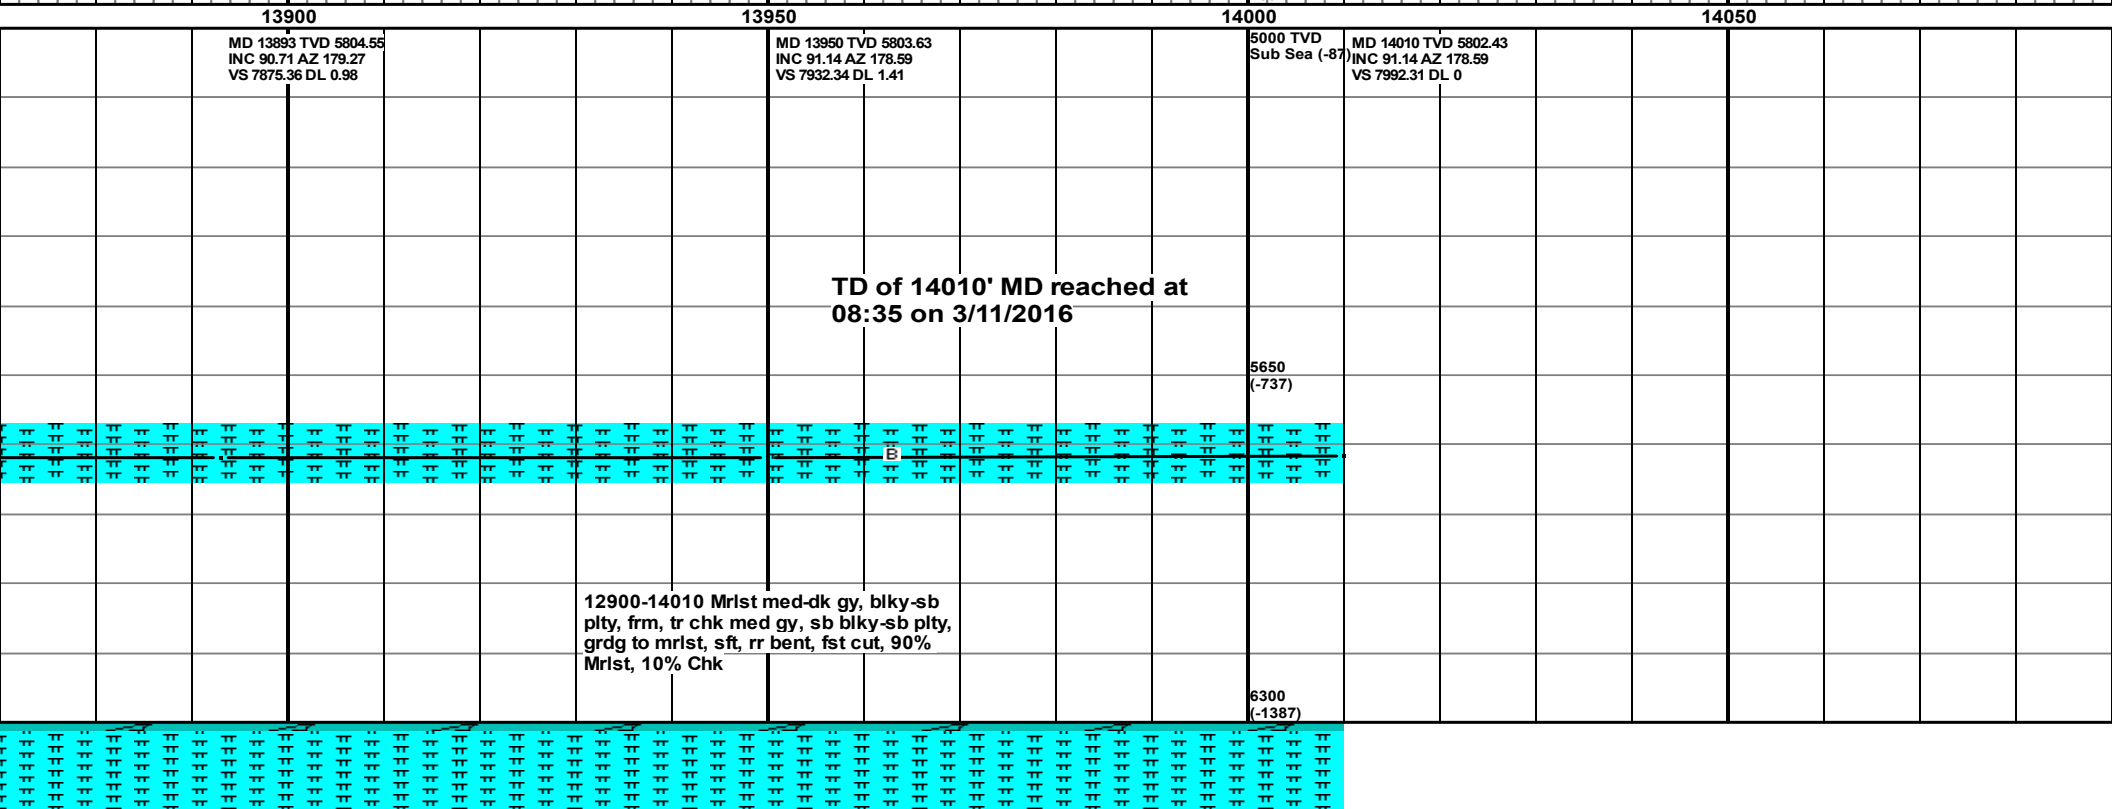 13900 13950 14000 14050
MD 13893 TVD 5804.55
INC 90.71 AZ 179.27
VS 7875.36 DL 0.98
MD 13950 TVD 5803.63
INC 91.14 AZ 178.59
VS 7932.34 DL 1.41
5000 TVD
Sub Sea (-87)
MD 14010 TVD 5802.43
INC 91.14 AZ 178.59
VS 7992.31 DL 0
TD of 14010' MD reached at
08:35 on 3/11/2016
5650
(-737)
B
12900-14010 Mrlst med-dk gy, blky-sb
plty, frm, tr chk med gy, sb blky-sb plty,
grdg to mrlst, sft, rr bent, fst cut, 90%
Mrlst, 10% Chk
6300
(-1387)